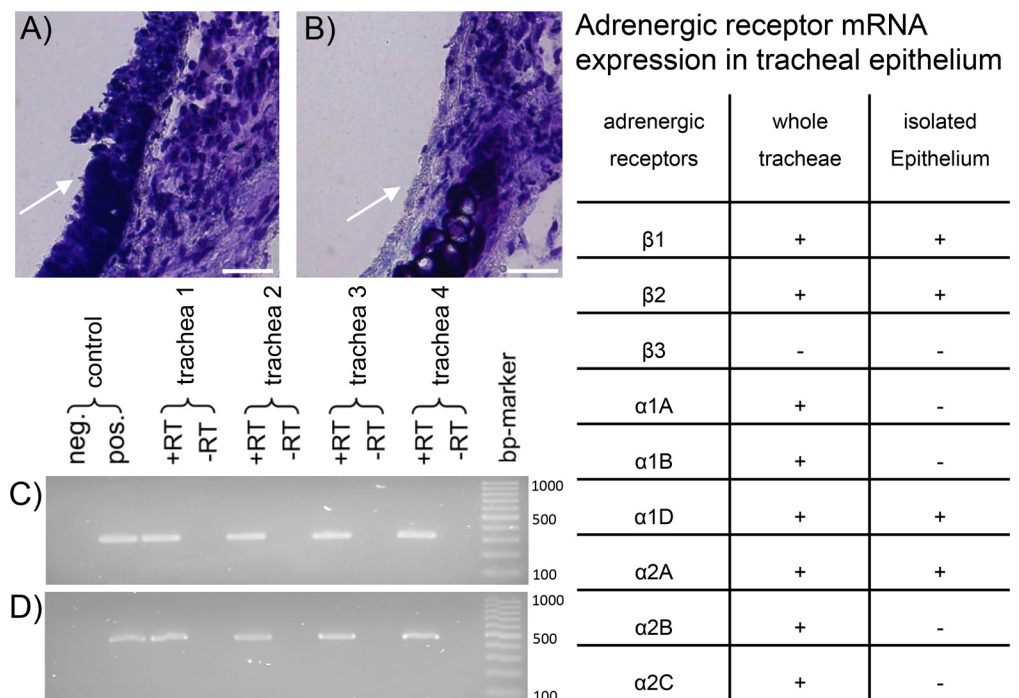 A)
B)
Adrenergic receptor mRNA
expression in tracheal epithelium
adrenergic receptors | whole tracheae | isolated Epithelium
β1 + +
β2 + +
β3 - -
α1A + -
α1B + -
α1D + +
α2A + +
α2B + -
α2C + -
control
trachea 1
trachea 2
trachea 3
trachea 4
neg.
pos.
+RT
-RT
+RT
-RT
+RT
-RT
+RT
-RT
bp-marker
C)
1000
500
100
D)
1000
500
100